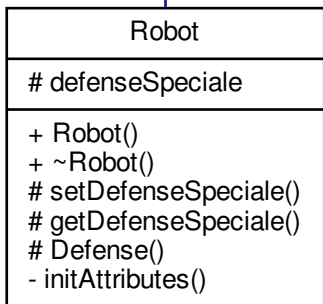 Robot
# defenseSpeciale
+ Robot()
+ ~Robot()
# setDefenseSpeciale()
# getDefenseSpeciale()
# Defense()
- initAttributes()